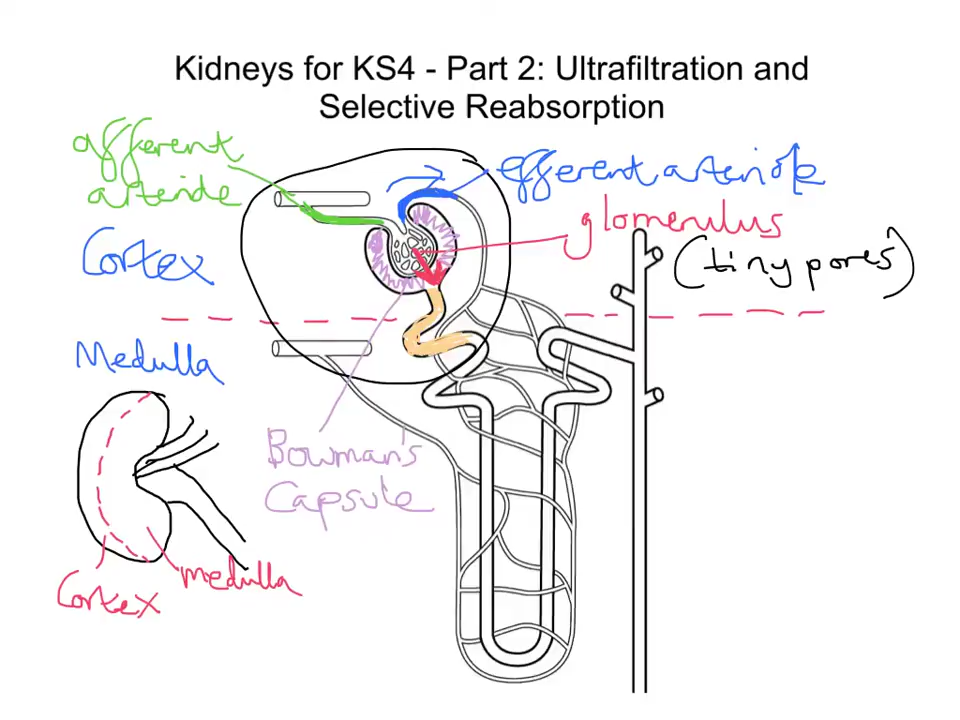 Kidneys for KS4 - Part 2: Ultrafiltration and
Selective Reabsorption
afferent
arteriole
efferent arteriole
glomerulus
(tiny pores)
Cortex
Medulla
Bowman's
Capsule
Cortex
medulla